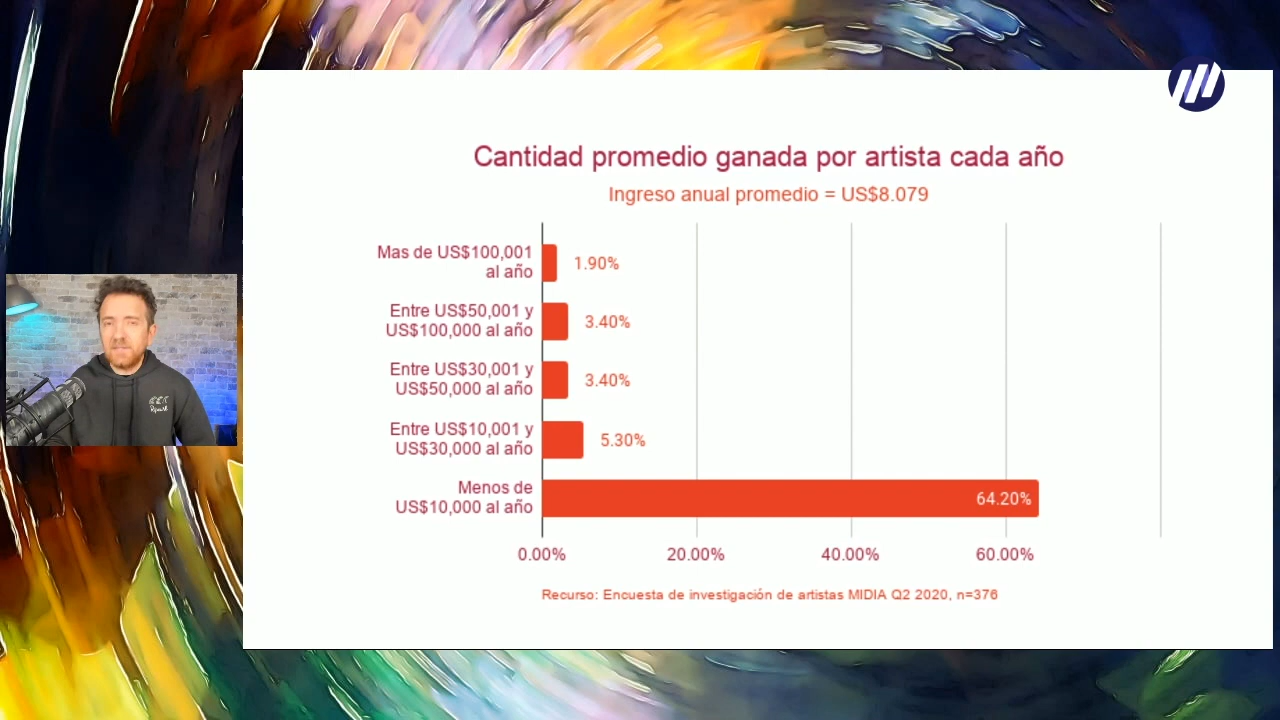 Cantidad promedio ganada por artista cada año
Ingreso anual promedio = US$8.079
Mas de US$100,001
al año
1.90%
Entre US$50,001 y
US$100,000 al año
3.40%
Entre US$30,001 y
US$50,000 al año
3.40%
Entre US$10,001 y
US$30,000 al año
5.30%
Menos de
US$10,000 al año
64.20%
0.00% 20.00% 40.00% 60.00%
Recurso: Encuesta de investigación de artistas MIDIA Q2 2020, n=376